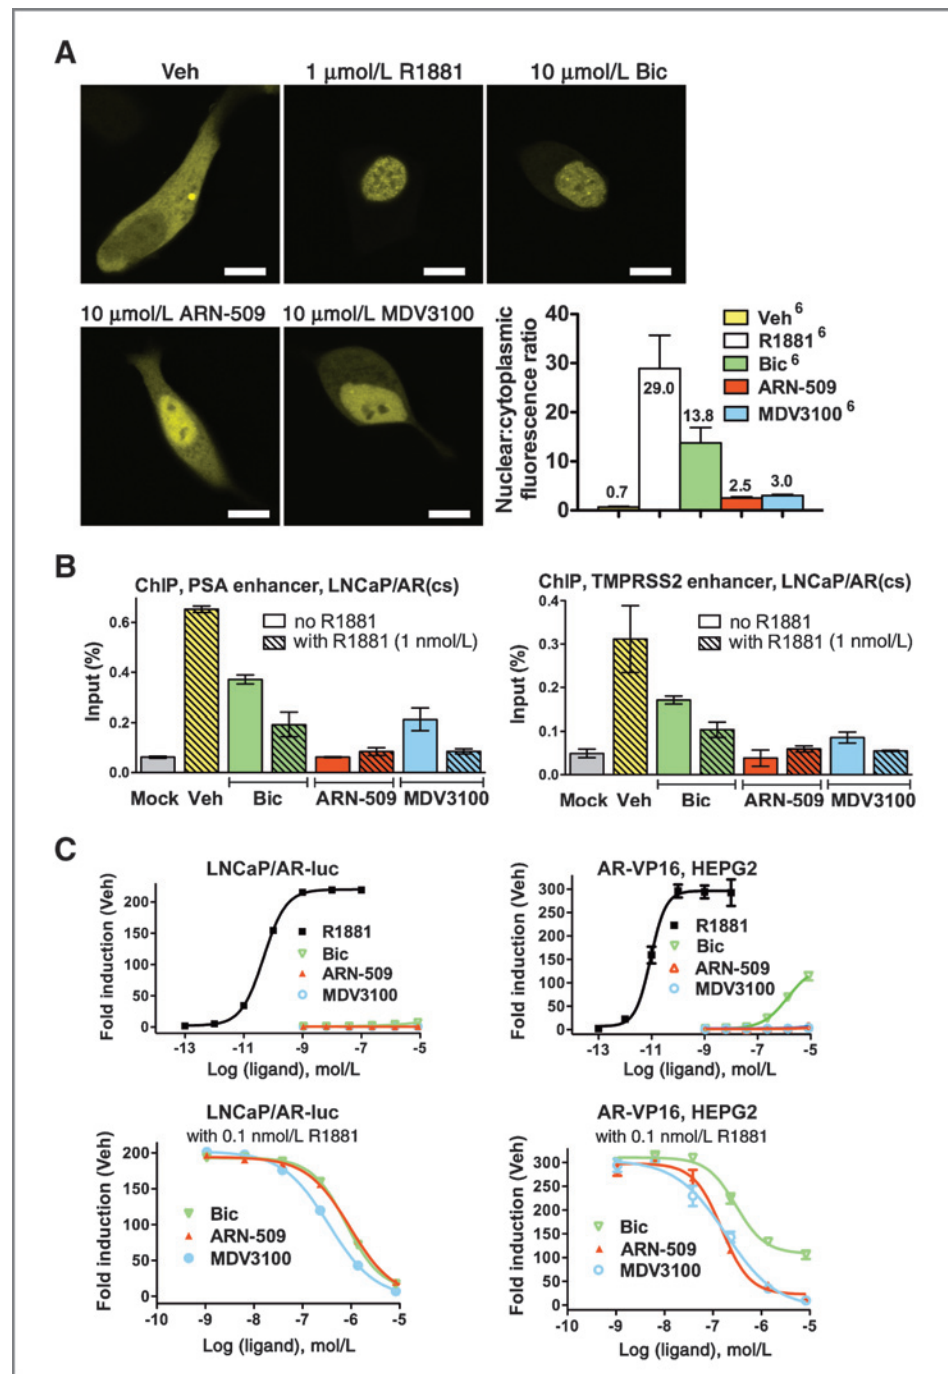 A
Veh
1 μmol/L R1881
10 μmol/L Bic
10 μmol/L ARN-509
10 μmol/L MDV3100
Nuclear:cytoplasmic
fluorescence ratio
40
30
20
10
0
0.7
29.0
13.8
2.5
3.0
Veh 6
R1881 6
Bic 6
ARN-509
MDV3100 6
B
ChIP, PSA enhancer, LNCaP/AR(cs)
Input (%)
0.6
0.4
0.2
0.0
no R1881
with R1881 (1 nmol/L)
Mock Veh Bic ARN-509 MDV3100
ChIP, TMPRSS2 enhancer, LNCaP/AR(cs)
Input (%)
0.4
0.3
0.2
0.1
0.0
no R1881
with R1881 (1 nmol/L)
Mock Veh Bic ARN-509 MDV3100
C
LNCaP/AR-luc
Fold induction (Veh)
200
150
100
50
0
R1881
Bic
ARN-509
MDV3100
-13 -11 -9 -7 -5
Log (ligand), mol/L
AR-VP16, HEPG2
Fold induction (Veh)
300
250
200
150
100
50
0
R1881
Bic
ARN-509
MDV3100
-13 -11 -9 -7 -5
Log (ligand), mol/L
LNCaP/AR-luc
with 0.1 nmol/L R1881
Fold induction (Veh)
200
150
100
50
0
Bic
ARN-509
MDV3100
-10 -9 -8 -7 -6 -5
Log (ligand), mol/L
AR-VP16, HEPG2
with 0.1 nmol/L R1881
Fold induction (Veh)
300
250
200
150
100
50
0
Bic
ARN-509
MDV3100
-10 -9 -8 -7 -6 -5
Log (ligand), mol/L